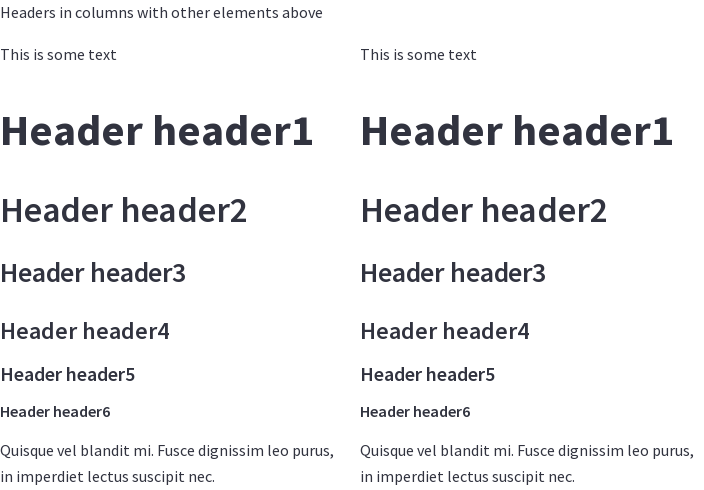 Headers in columns with other elements above
This is some text
Header header1
Header header2
Header header3
Header header4
Header header5
Header header6
Quisque vel blandit mi. Fusce dignissim leo purus,
in imperdiet lectus suscipit nec.
This is some text
Header header1
Header header2
Header header3
Header header4
Header header5
Header header6
Quisque vel blandit mi. Fusce dignissim leo purus,
in imperdiet lectus suscipit nec.